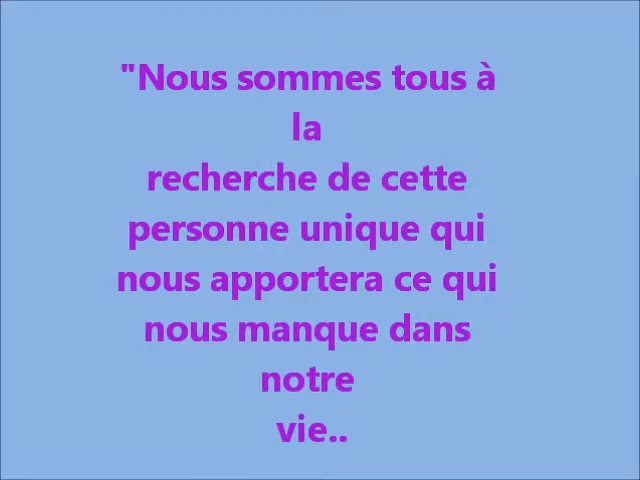 "Nous sommes tous à
la
recherche de cette
personne unique qui
nous apportera ce qui
nous manque dans
notre
vie..